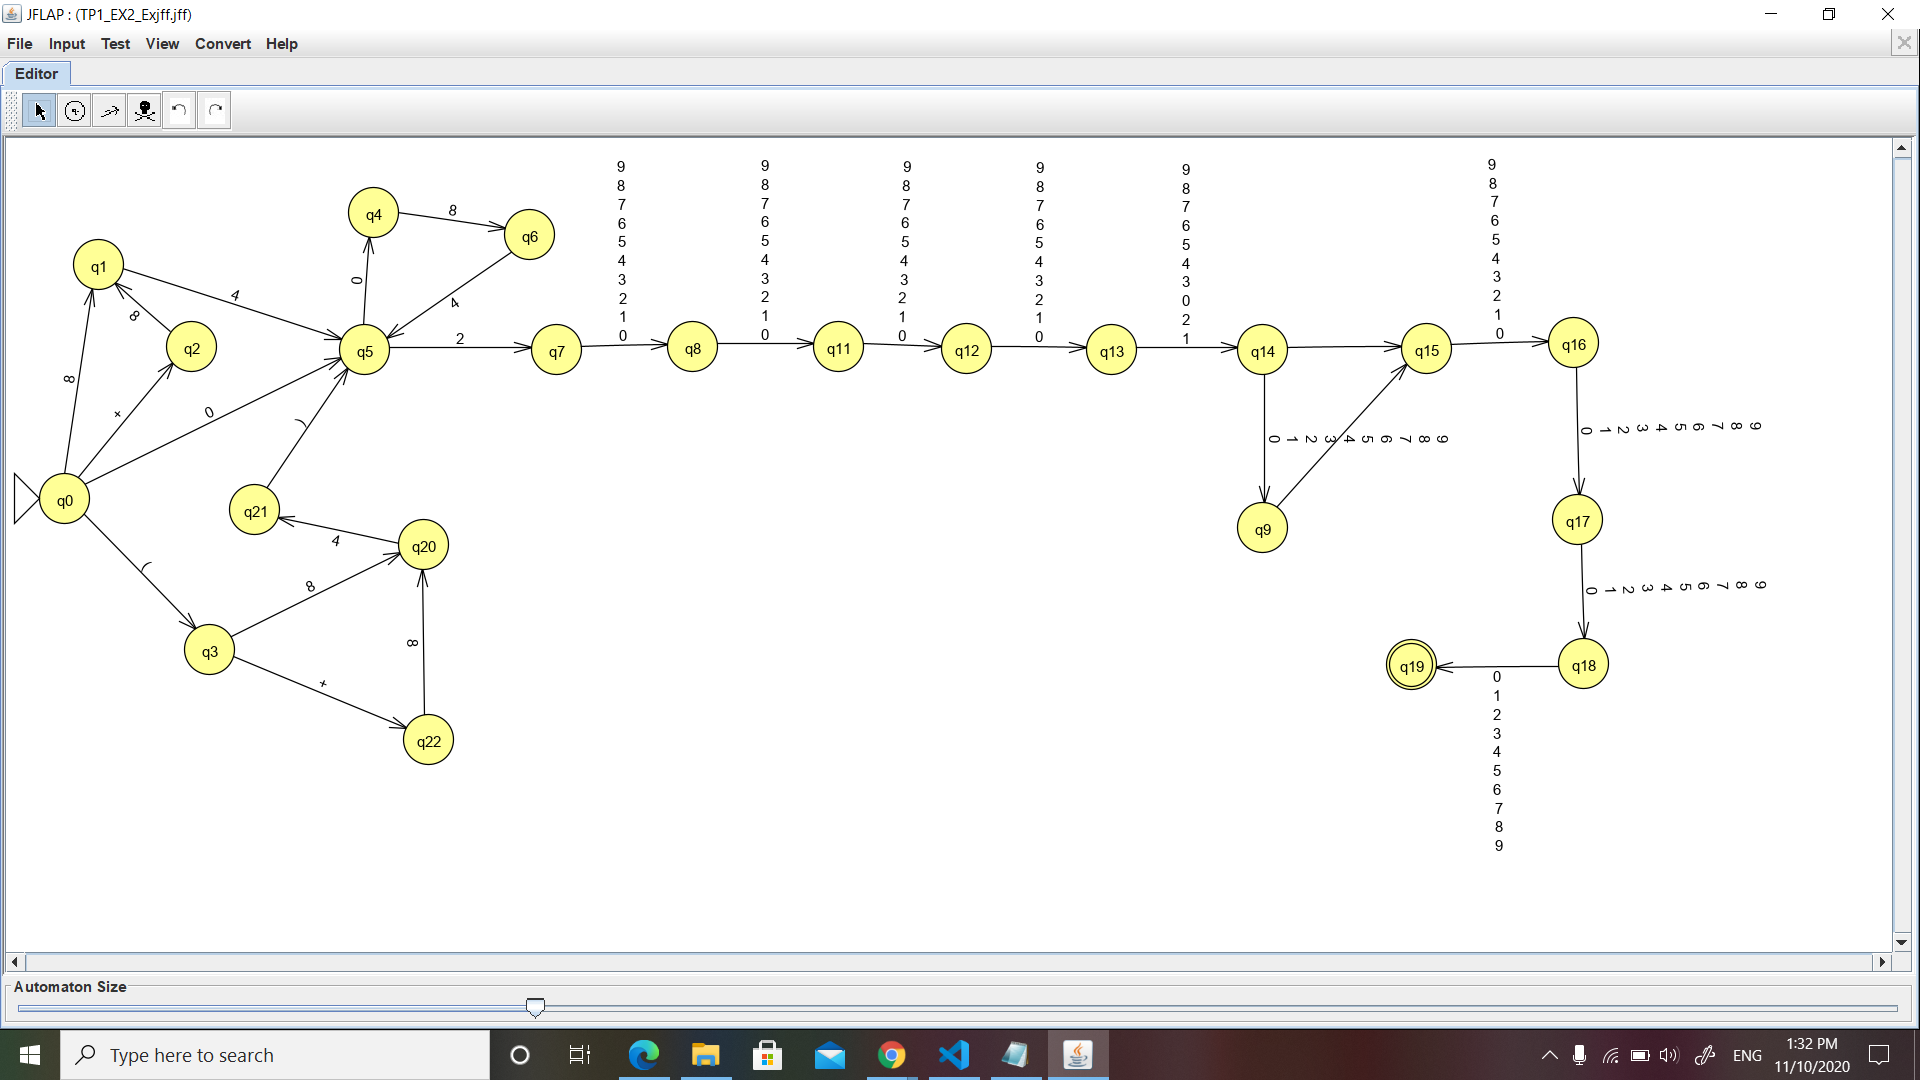 JFLAP : (TP1_EX2_Exjff.jff)
File Input Test View Convert Help
Editor
9 9 9 9 9 9
8 8 8 8 8 8
7 7 7 7 7 7
6 6 6 6 6 6
5 5 5 5 5 5
4 4 4 4 4 4
3 3 3 3 3 3
2 2 2 2 0 2
1 1 1 1 2 1
0 0 0 0 1 0
q4 8 q6
q1 4 0 4
8 q2
q5 2 q7 q8 q11 q12 q13 q14 q15 q16
8 + 0
)
0 1 2 3 4 5 6 7 8 9
0 1 2 3 4 5 6 7 8 9
q0 q21 q9 q17
4 q20
(
8
0 1 2 3 4 5 6 7 8 9
q3 8 q19 q18
+
q22
0
1
2
3
4
5
6
7
8
9
Automaton Size
Type here to search
ENG
1:32 PM
11/10/2020